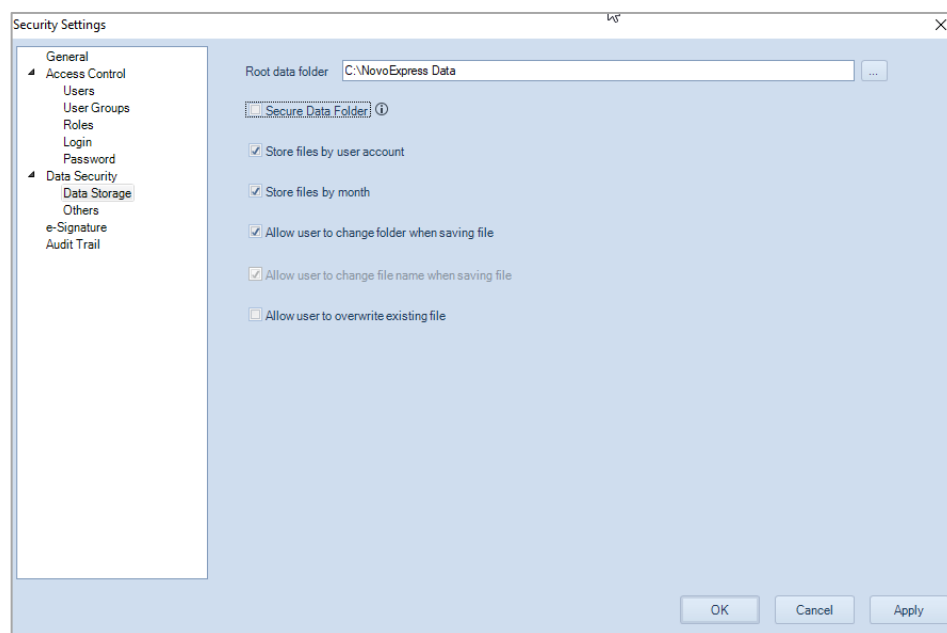 Security Settings
General
Access Control
Users
User Groups
Roles
Login
Password
Data Security
Data Storage
Others
e-Signature
Audit Trail
Root data folder C:\NovoExpress Data ...
Secure Data Folder
Store files by user account
Store files by month
Allow user to change folder when saving file
Allow user to change file name when saving file
Allow user to overwrite existing file
OK Cancel Apply